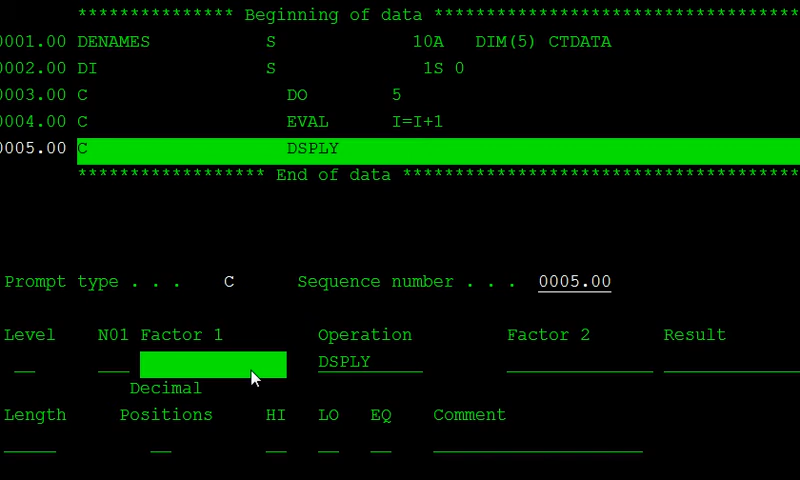 *************** Beginning of data ***********************************
0001.00 DENAMES S 10A DIM(5) CTDATA
0002.00 DI S 1S 0
0003.00 C DO 5
0004.00 C EVAL I=I+1
0005.00 C DSPLY
****************** End of data **************************************
Prompt type . . . C Sequence number . . . 0005.00
Level N01 Factor 1 Operation Factor 2 Result
DSPLY
Decimal
Length Positions HI LO EQ Comment